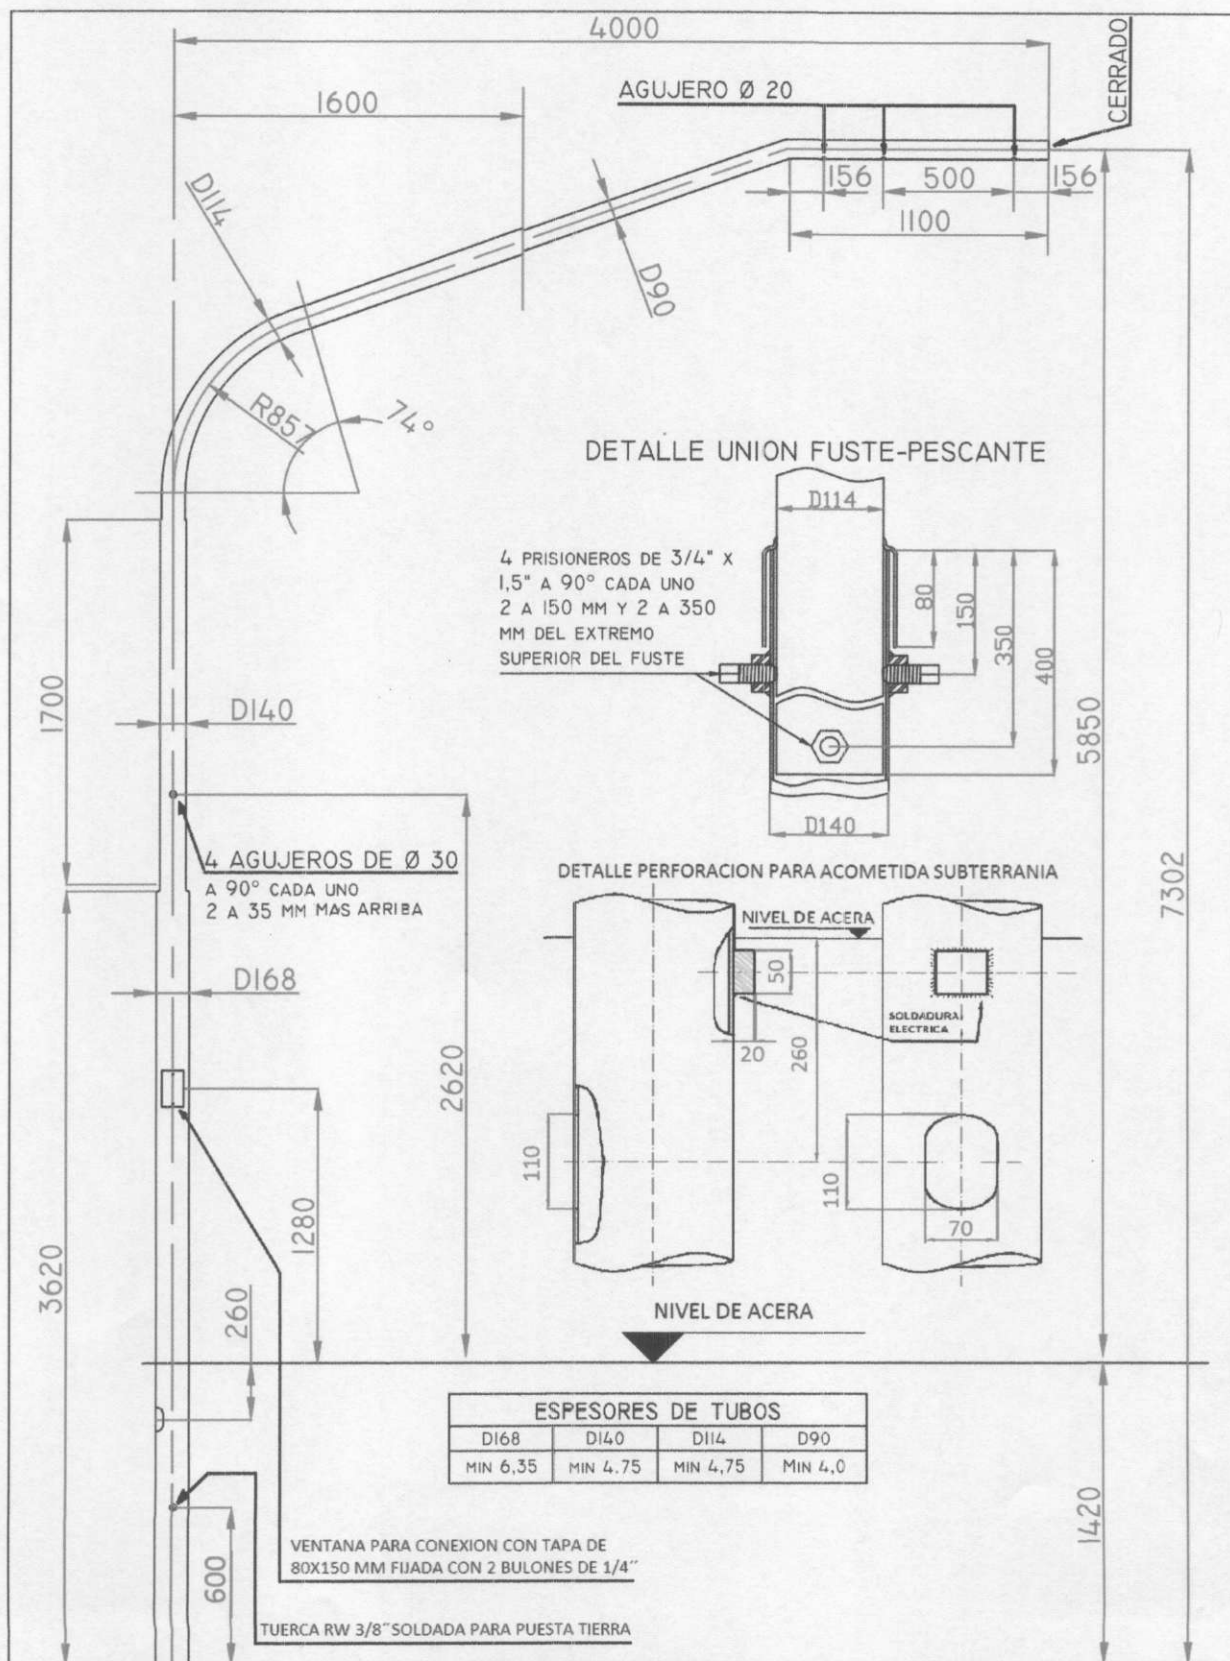 4000
CERRADO
AGUJERO Ø 20
1600
156
500
156
1100
D114
D90
R857
74°
DETALLE UNION FUSTE-PESCANTE
D114
4 PRISIONEROS DE 3/4" X
1,5" A 90° CADA UNO
2 A 150 MM Y 2 A 350
MM DEL EXTREMO
SUPERIOR DEL FUSTE
80
150
350
400
D140
1700
D140
5850
7302
4 AGUJEROS DE Ø 30
A 90° CADA UNO
2 A 35 MM MAS ARRIBA
DETALLE PERFORACION PARA ACOMETIDA SUBTERRANIA
NIVEL DE ACERA
50
20
260
SOLDADURA
ELECTRICA
110
110
70
D168
2620
1280
3620
260
NIVEL DE ACERA
ESPESORES DE TUBOS
D168 D140 D114 D90
MIN 6,35 MIN 4.75 MIN 4,75 MIN 4,0
1420
600
VENTANA PARA CONEXION CON TAPA DE
80X150 MM FIJADA CON 2 BULONES DE 1/4"
TUERCA RW 3/8" SOLDADA PARA PUESTA TIERRA